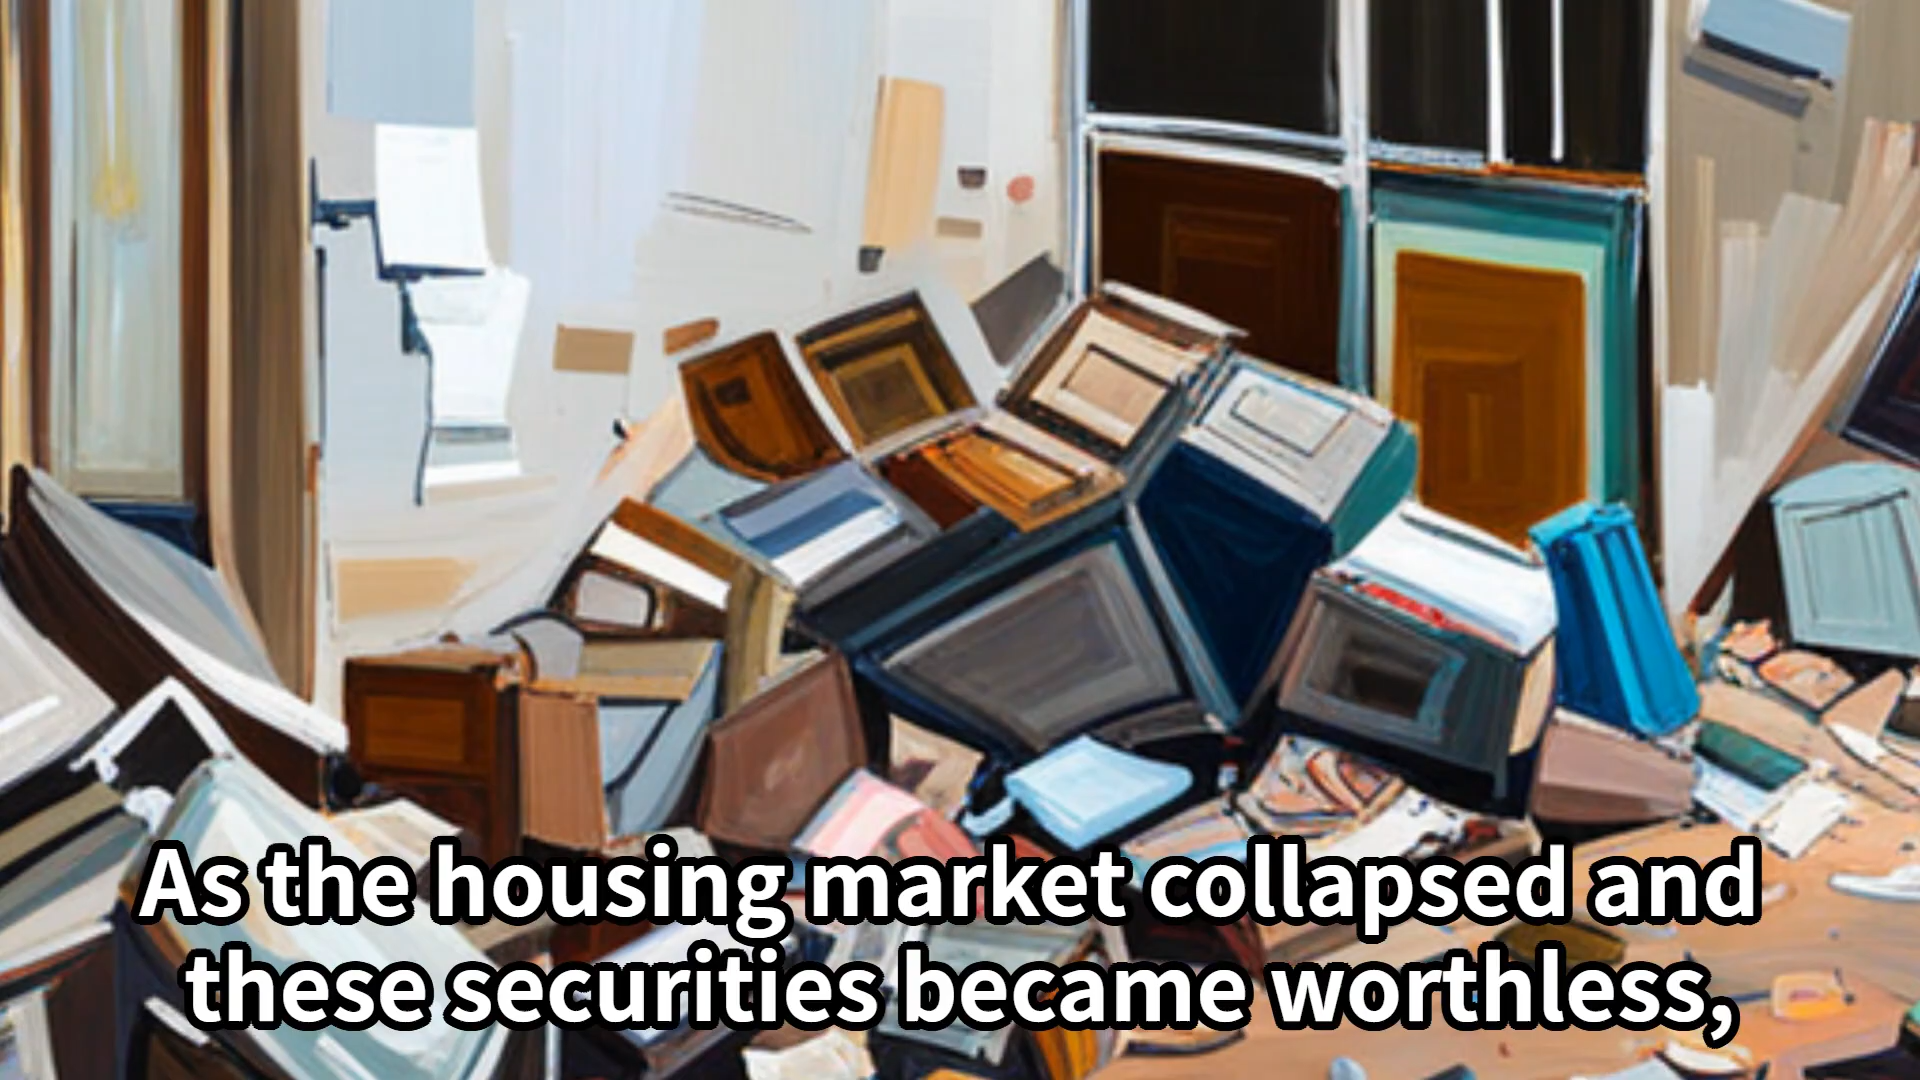 As the housing market collapsed and
these securities became worthless,